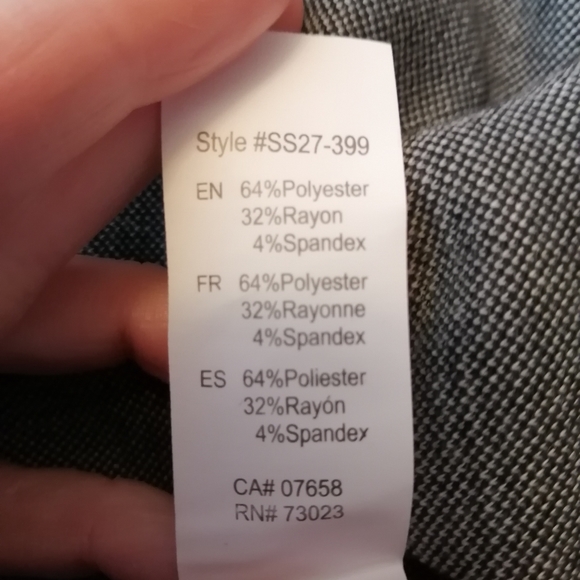 Style #SS27-399
EN 64%Polyester
32%Rayon
4%Spandex
FR 64%Polyester
32%Rayonne
4%Spandex
ES 64%Poliester
32%Rayón
4%Spandex
CA# 07658
RN# 73023